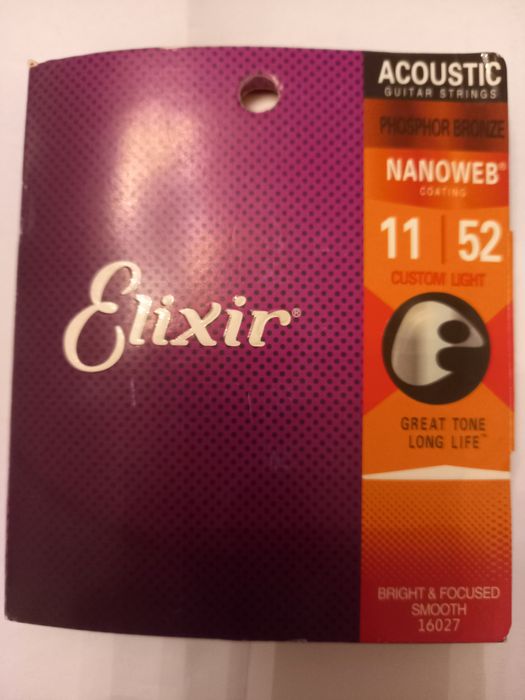 ACOUSTIC
GUITAR STRINGS
PHOSPHOR BRONZE
NANOWEB®
COATING
11 | 52
CUSTOM LIGHT
Elixir®
GREAT TONE
LONG LIFE™
BRIGHT & FOCUSED
SMOOTH
16027